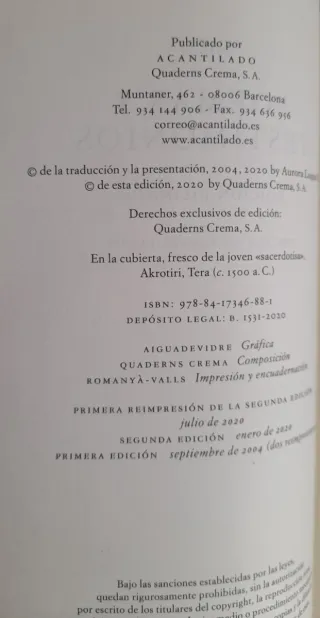 Publicado por
ACANTILADO
Quaderns Crema, S.A.
Muntaner, 462 - 08006 Barcelona
Tel. 934 144 906 - Fax. 934 636 956
correo@acantilado.es
www.acantilado.es
© de la traducción y la presentación, 2004, 2020 by Aurora
© de esta edición, 2020 by Quaderns Crema, S.A.
Derechos exclusivos de edición:
Quaderns Crema, S.A.
En la cubierta, fresco de la joven «sacerdotisa».
Akrotiri, Tera (c. 1500 a.C.)
ISBN: 978-84-17346-88-1
DEPÓSITO LEGAL: B. 1531-2020
AIGUADEVIDRE Gráfica
QUADERNS CREMA Composición
ROMANYÀ-VALLS Impresión y encuadernación
PRIMERA REIMPRESIÓN DE LA SEGUNDA EDICIÓN
julio de 2020
SEGUNDA EDICIÓN enero de 2020
PRIMERA EDICIÓN septiembre de 2004 (dos
Bajo las sanciones establecidas por las leyes,
quedan rigurosamente prohibidas, sin la autorización
por escrito de los titulares del copyright, la reproducción
medio o procedimiento